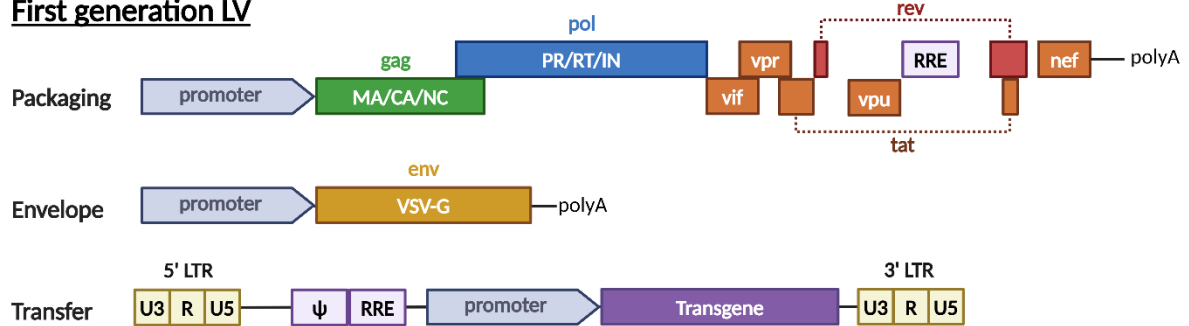 First generation LV
rev
pol
PR/RT/IN
vpr
RRE
nef
polyA
gag
Packaging
promoter
MA/CA/NC
vif
vpu
tat
env
Envelope
promoter
VSV-G
polyA
5' LTR
3' LTR
Transfer
U3 R U5
ψ
RRE
promoter
Transgene
U3 R U5